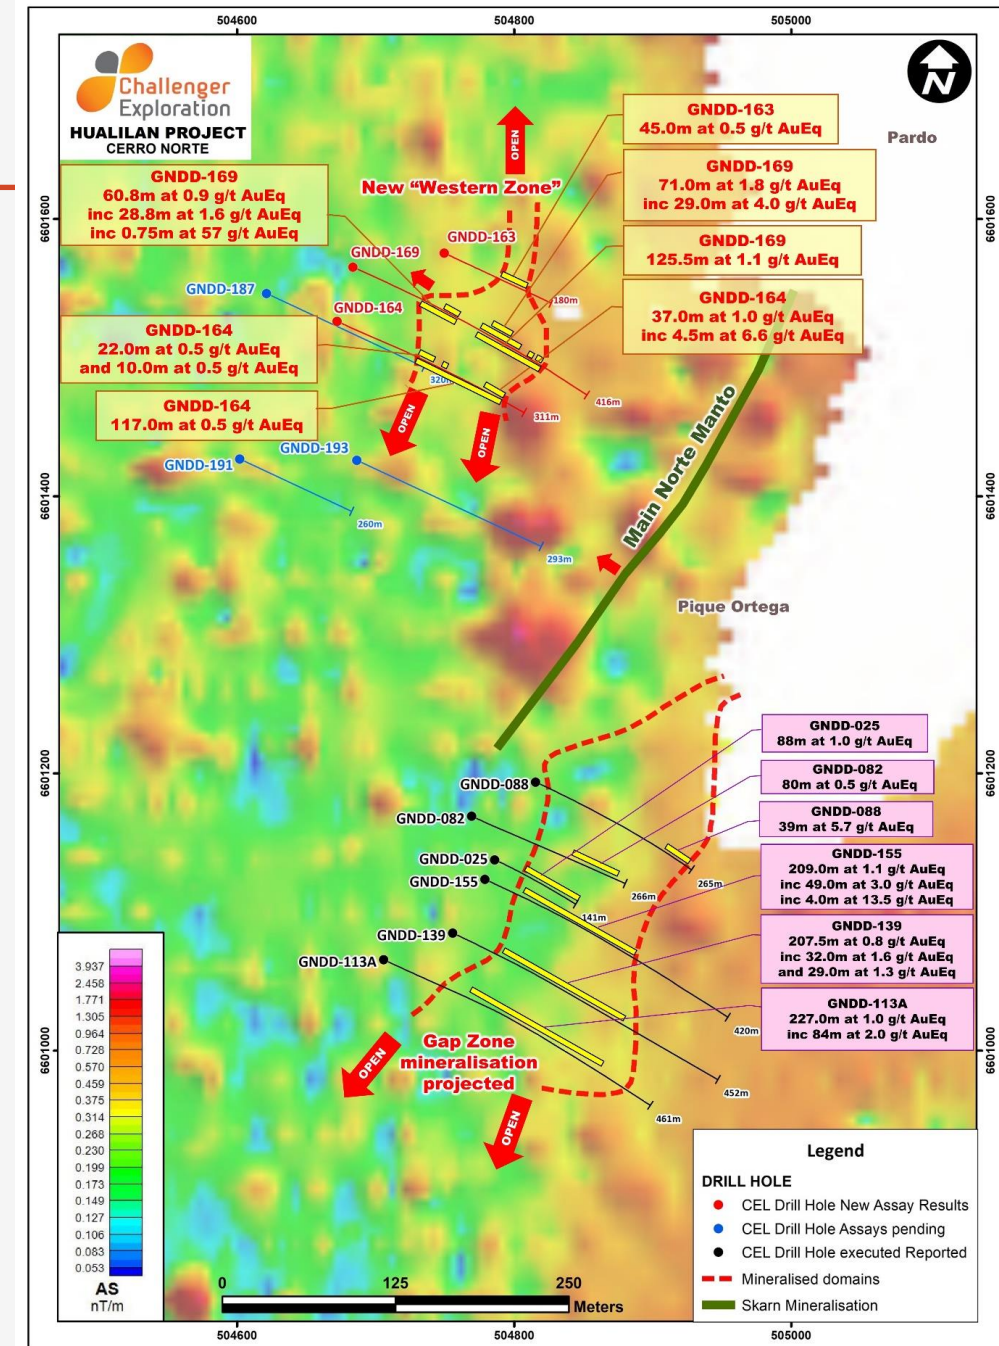 504600
504800
505000
Challenger
Exploration
HUALILAN PROJECT
CERRO NORTE
N
Pardo
OPEN
New "Western Zone"
GNDD-163
45.0m at 0.5 g/t AuEq
GNDD-169
71.0m at 1.8 g/t AuEq
inc 29.0m at 4.0 g/t AuEq
GNDD-169
125.5m at 1.1 g/t AuEq
GNDD-164
37.0m at 1.0 g/t AuEq
inc 4.5m at 6.6 g/t AuEq
GNDD-169
60.8m at 0.9 g/t AuEq
inc 28.8m at 1.6 g/t AuEq
inc 0.75m at 57 g/t AuEq
6601600
6601600
GNDD-163
GNDD-169
GNDD-187
GNDD-164
180m
GNDD-164
22.0m at 0.5 g/t AuEq
and 10.0m at 0.5 g/t AuEq
GNDD-164
117.0m at 0.5 g/t AuEq
320m
416m
311m
OPEN
OPEN
GNDD-193
GNDD-191
260m
293m
6601400
6601400
Main Norte Manto
Pique Ortega
6601200
6601200
GNDD-025
88m at 1.0 g/t AuEq
GNDD-082
80m at 0.5 g/t AuEq
GNDD-088
39m at 5.7 g/t AuEq
GNDD-155
209.0m at 1.1 g/t AuEq
inc 49.0m at 3.0 g/t AuEq
inc 4.0m at 13.5 g/t AuEq
GNDD-139
207.5m at 0.8 g/t AuEq
inc 32.0m at 1.6 g/t AuEq
and 29.0m at 1.3 g/t AuEq
GNDD-113A
227.0m at 1.0 g/t AuEq
inc 84m at 2.0 g/t AuEq
GNDD-088
GNDD-082
GNDD-025
GNDD-155
GNDD-139
GNDD-113A
265m
266m
141m
420m
452m
461m
6601000
6601000
Gap Zone
mineralisation
projected
OPEN
OPEN
3.937
2.458
1.771
1.305
0.964
0.728
0.570
0.459
0.375
0.314
0.268
0.230
0.199
0.173
0.149
0.127
0.106
0.083
0.053
AS
nT/m
0
125
250
Meters
Legend
DRILL HOLE
CEL Drill Hole New Assay Results
CEL Drill Hole Assays pending
CEL Drill Hole executed Reported
Mineralised domains
Skarn Mineralisation
504600
504800
505000